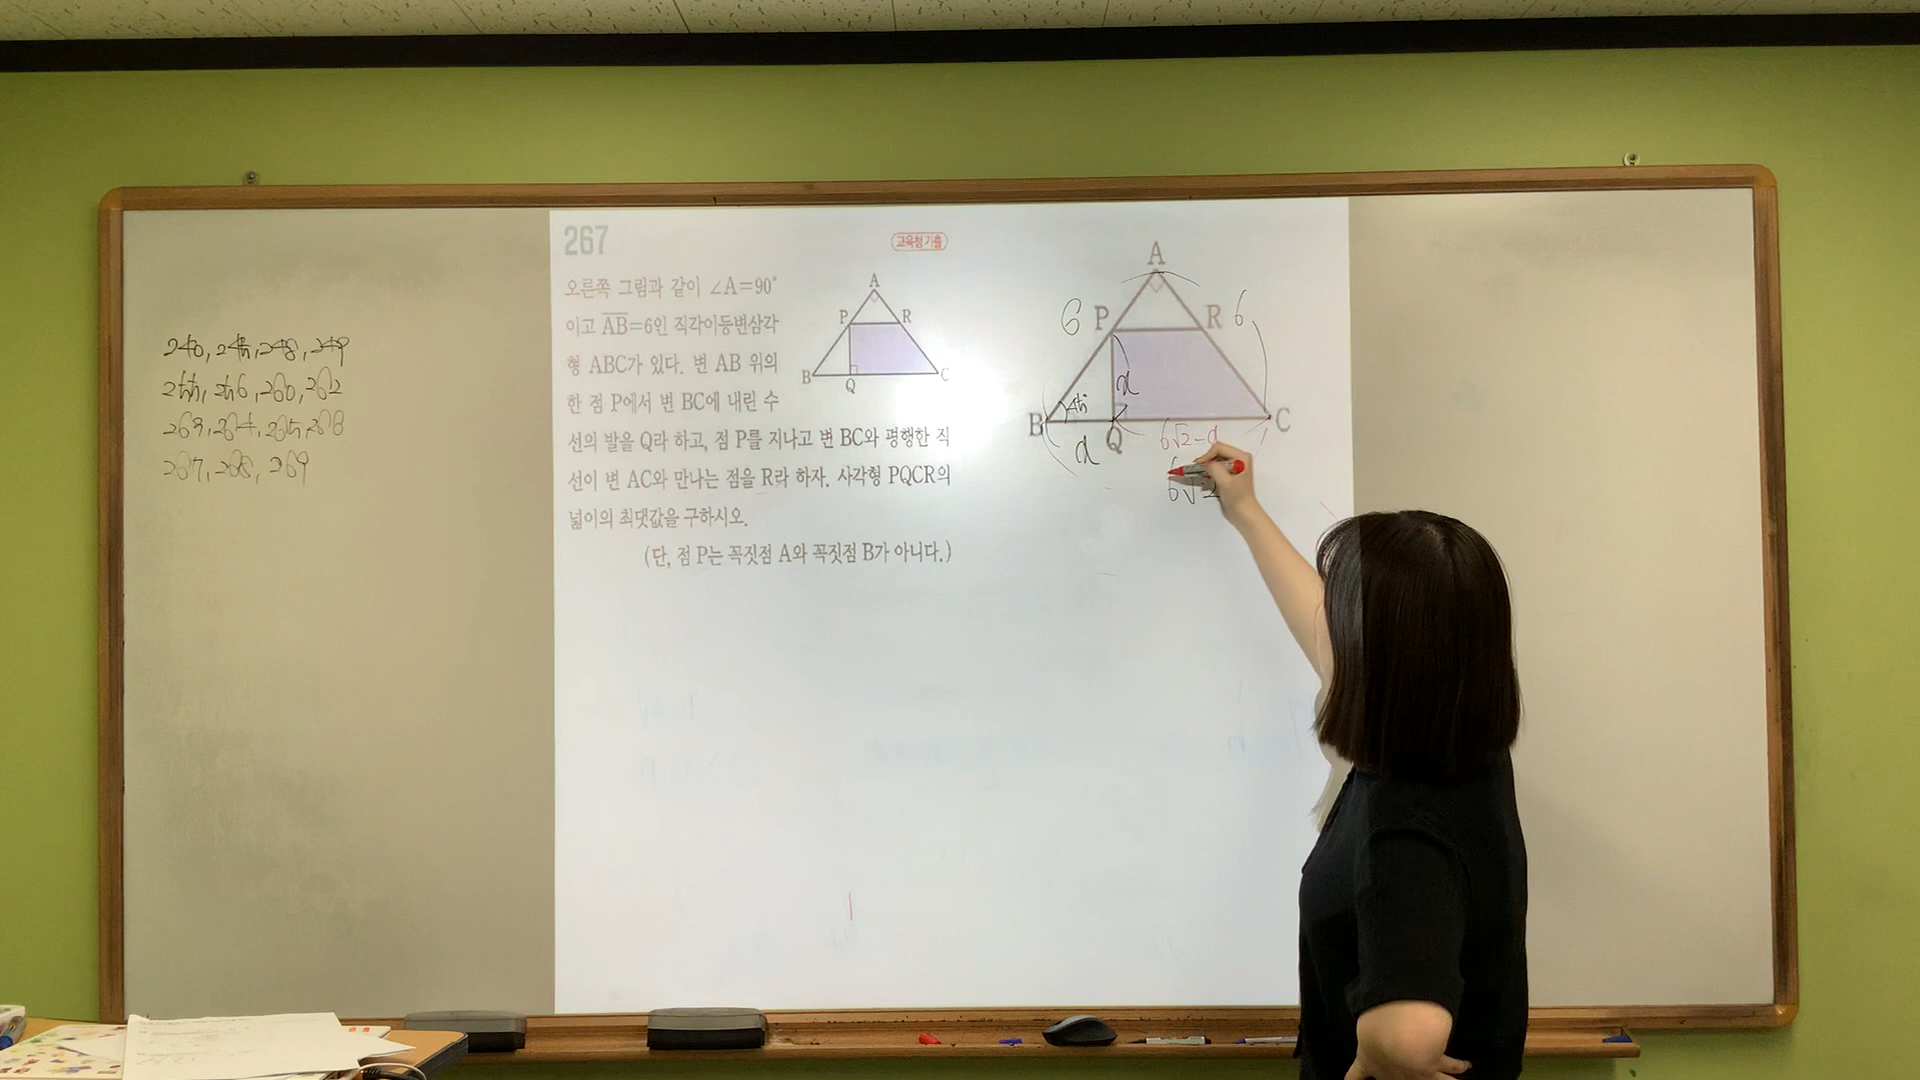 240, 245, 248, 249
255, 256, 260, 262
263, 264, 265, 266
267, 268, 269
267
교육청기출
오른쪽 그림과 같이 ∠A=90°
이고 AB=6인 직각이등변삼각
형 ABC가 있다. 변 AB 위의
한 점 P에서 변 BC에 내린 수
선의 발을 Q라 하고, 점 P를 지나고 변 BC와 평행한 직
선이 변 AC와 만나는 점을 R라 하자. 사각형 PQCR의
넓이의 최댓값을 구하시오.
(단, 점 P는 꼭짓점 A와 꼭짓점 B가 아니다.)
A
P R
B Q C
A
6 P R 6
a
45°
B Q C
a 6√2-a
6√2